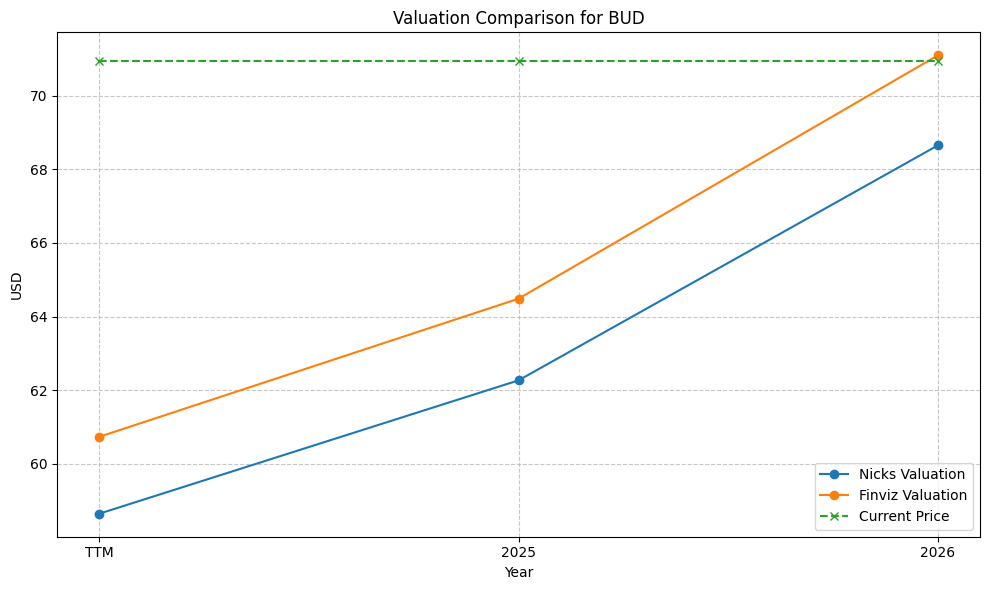 Valuation Comparison for BUD
USD
70
68
66
64
62
60
Nicks Valuation
Finviz Valuation
Current Price
TTM
2025
2026
Year